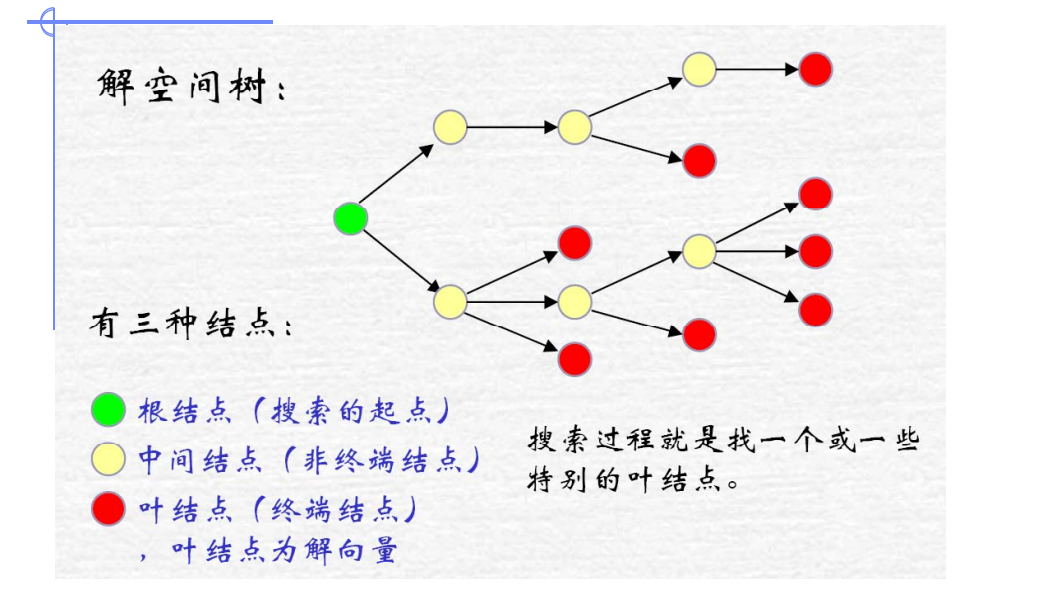 解空间树：
有三种结点：
根结点（搜索的起点）
中间结点（非终端结点）
叶结点（终端结点）
，叶结点为解向量
搜索过程就是找一个或一些
特别的叶结点。